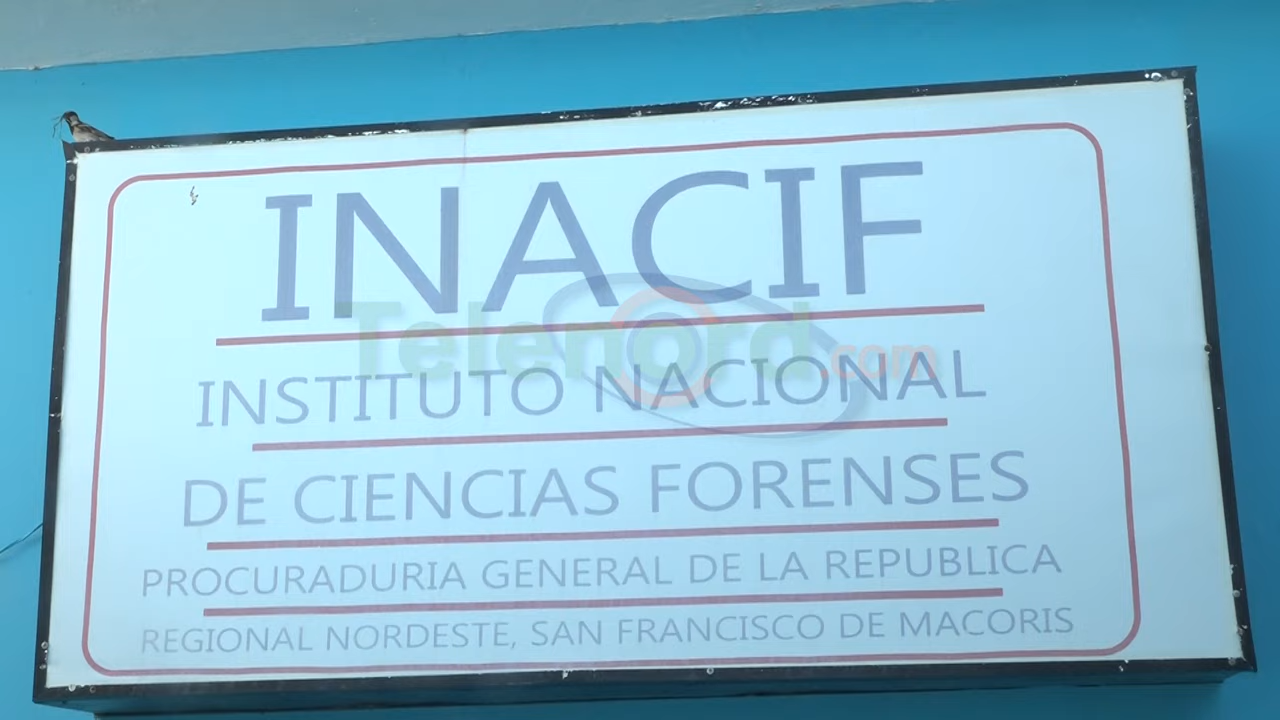 INACIF
Telenord.com
INSTITUTO NACIONAL
DE CIENCIAS FORENSES
PROCURADURIA GENERAL DE LA REPUBLICA
REGIONAL NORDESTE, SAN FRANCISCO DE MACORIS